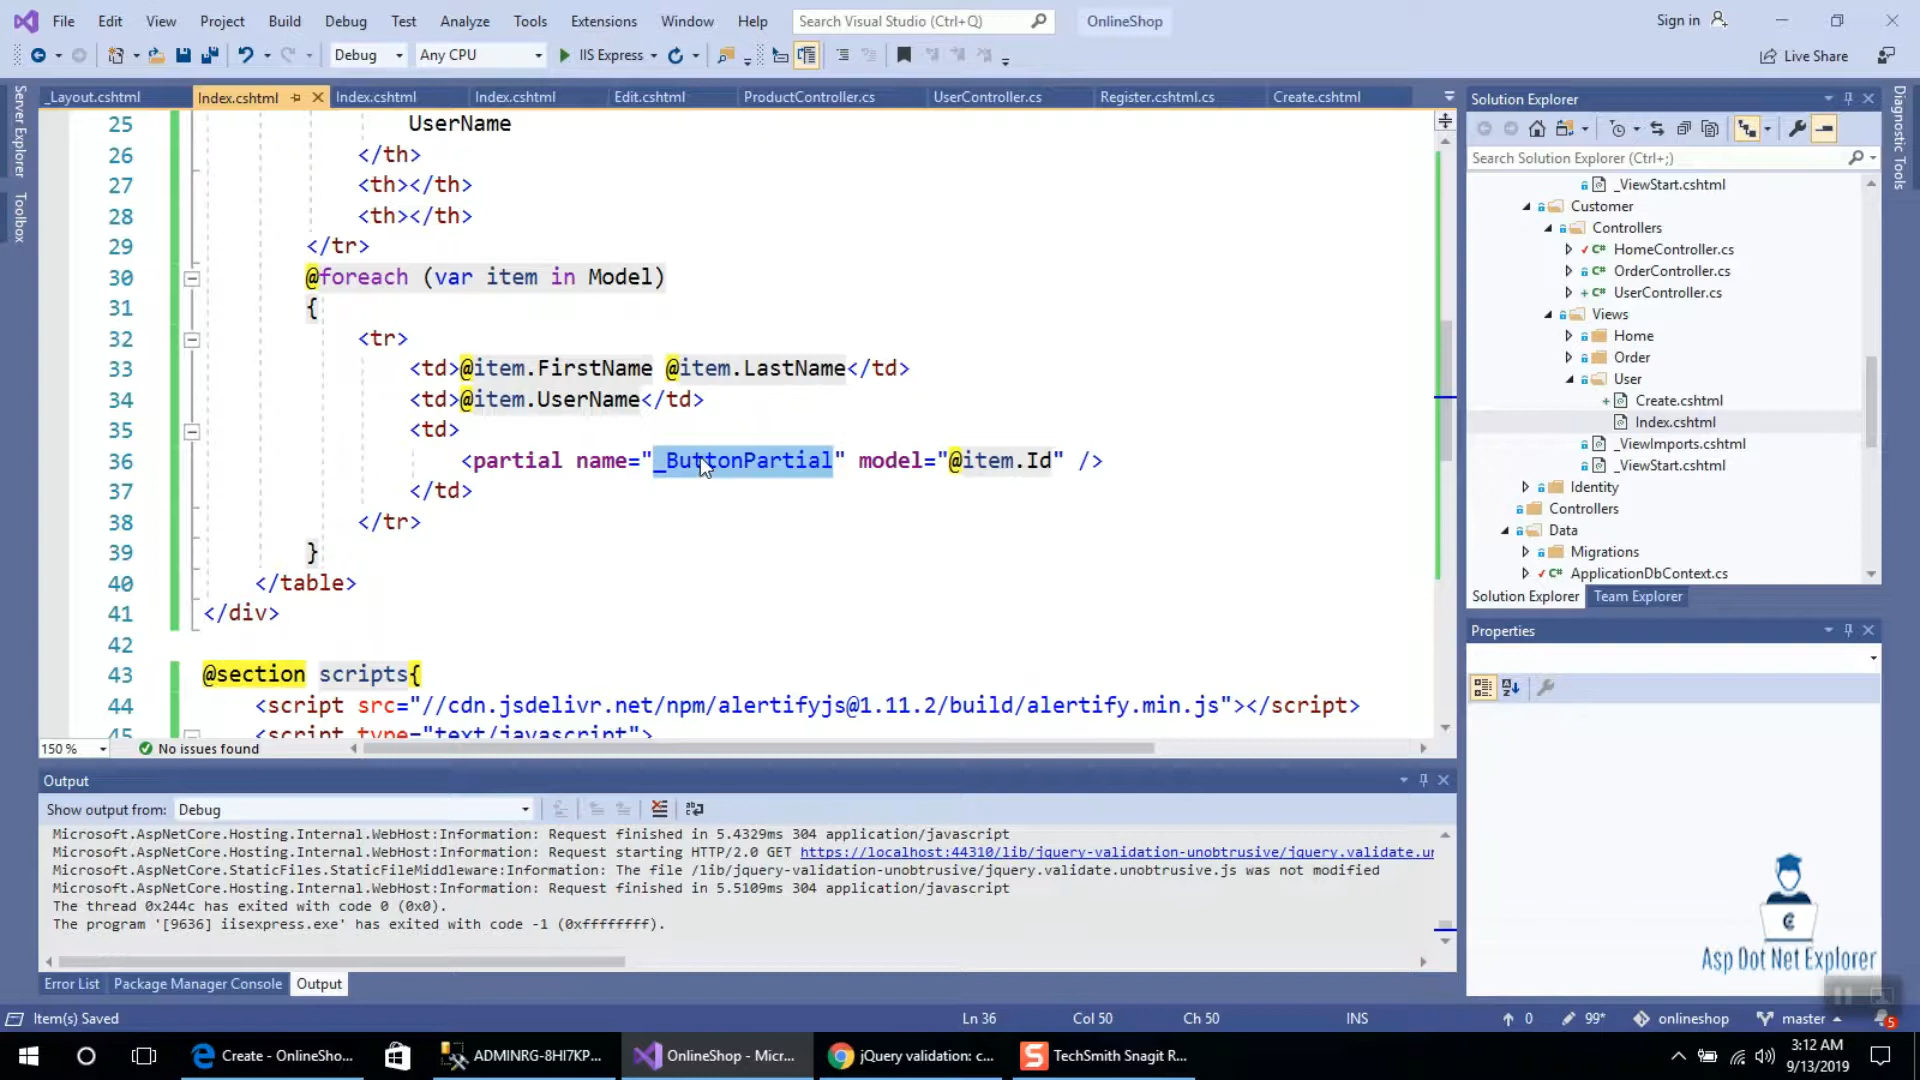 File Edit View Project Build Debug Test Analyze Tools Extensions Window Help Search Visual Studio (Ctrl+Q) OnlineShop Sign in
Debug Any CPU IIS Express Live Share
_Layout.cshtml Index.cshtml Index.cshtml Index.cshtml Edit.cshtml ProductController.cs UserController.cs Register.cshtml.cs Create.cshtml
Server Explorer
Toolbox
25 UserName
26 </th>
27 <th></th>
28 <th></th>
29 </tr>
30 @foreach (var item in Model)
31 {
32 <tr>
33 <td>@item.FirstName @item.LastName</td>
34 <td>@item.UserName</td>
35 <td>
36 <partial name="_ButtonPartial" model="@item.Id" />
37 </td>
38 </tr>
39 }
40 </table>
41 </div>
42
43 @section scripts{
44 <script src="//cdn.jsdelivr.net/npm/alertifyjs@1.11.2/build/alertify.min.js"></script>
45 <script type="text/javascript">
150 % No issues found
Solution Explorer
Search Solution Explorer (Ctrl+;)
_ViewStart.cshtml
Customer
Controllers
HomeController.cs
OrderController.cs
UserController.cs
Views
Home
Order
User
Create.cshtml
Index.cshtml
_ViewImports.cshtml
_ViewStart.cshtml
Identity
Controllers
Data
Migrations
ApplicationDbContext.cs
Solution Explorer Team Explorer
Properties
Diagnostic Tools
Output
Show output from: Debug
Microsoft.AspNetCore.Hosting.Internal.WebHost:Information: Request finished in 5.4329ms 304 application/javascript
Microsoft.AspNetCore.Hosting.Internal.WebHost:Information: Request starting HTTP/2.0 GET https://localhost:44310/lib/jquery-validation-unobtrusive/jquery.validate.ur
Microsoft.AspNetCore.StaticFiles.StaticFileMiddleware:Information: The file /lib/jquery-validation-unobtrusive/jquery.validate.unobtrusive.js was not modified
Microsoft.AspNetCore.Hosting.Internal.WebHost:Information: Request finished in 5.5109ms 304 application/javascript
The thread 0x244c has exited with code 0 (0x0).
The program '[9636] iisexpress.exe' has exited with code -1 (0xffffffff).
Error List Package Manager Console Output
Asp Dot Net Explorer
Item(s) Saved Ln 36 Col 50 Ch 50 INS 0 99* onlineshop master 5
Create - OnlineSho... ADMINRG-8HI7KP... OnlineShop - Micr... jQuery validation: c... TechSmith Snagit R... 3:12 AM
9/13/2019